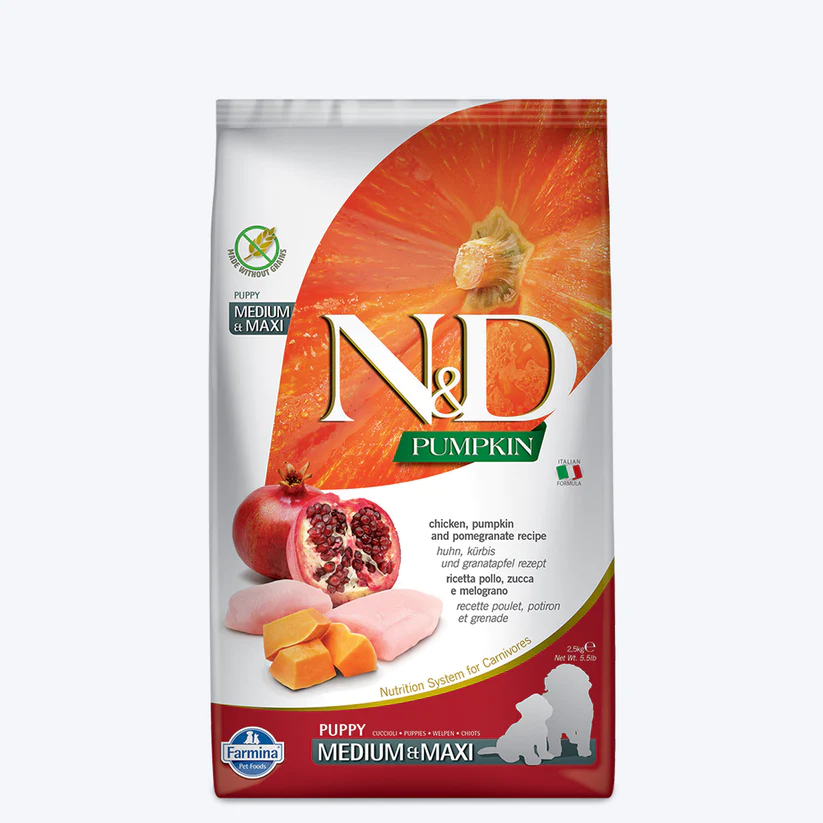 MADE WITHOUT GRAINS
PUPPY
MEDIUM
& MAXI
N&D
PUMPKIN
ITALIAN
FORMULA
chicken, pumpkin
and pomegranate recipe
huhn, kürbis
und granatapfel rezept
ricetta pollo, zucca
e melograno
recette poulet, potiron
et grenade
2,5kg℮
Net Wt. 5.5lb
Nutrition System for Carnivores
PUPPY CUCCIOLI • PUPPIES • WELPEN • CHIOTS
MEDIUM & MAXI
Farmina
Pet Foods